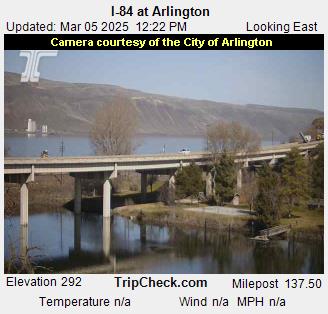 I-84 at Arlington
Updated: Mar 05 2025 12:22 PM Looking East
Camera courtesy of the City of Arlington
Elevation 292 TripCheck.com Milepost 137.50
Temperature n/a Wind n/a MPH n/a